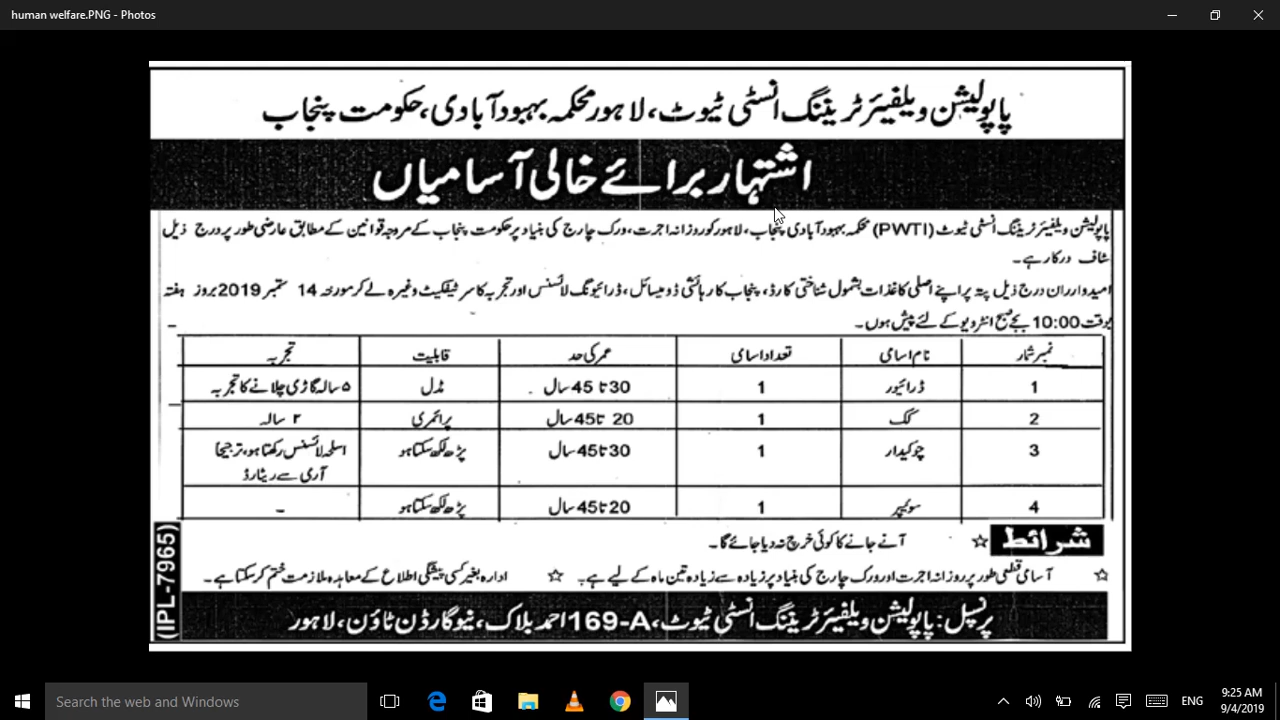 human welfare.PNG - Photos
پاپولیشن ویلفیئر ٹریننگ انسٹی ٹیوٹ، لاہور محکمہ بہبود آبادی، حکومت پنجاب
اشتہار برائے خالی آسامیاں
پاپولیشن ویلفیئر ٹریننگ انسٹی ٹیوٹ (PWTI) محکمہ بہبود آبادی پنجاب، لاہور کو روزانہ اجرت، ورک چارج کی بنیاد پر حکومت پنجاب کے مروجہ قوانین کے مطابق عارضی طور پر درج ذیل
سٹاف درکار ہے۔
امیدواران درج ذیل پتہ پر اپنے اصلی کاغذات بشمول شناختی کارڈ، پنجاب کا رہائشی ڈومیسائل، ڈرائیونگ لائسنس اور تجربہ کا سرٹیفکیٹ وغیرہ لے کر مورخہ 14 ستمبر 2019 بروز ہفتہ
بوقت 10:00 بجے صبح انٹرویو کے لئے پیش ہوں۔
نمبر شمار نام اسامی تعداد اسامی عمر کی حد قابلیت تجربہ
1 ڈرائیور 1 30 تا 45 سال مڈل ۵ سالہ گاڑی چلانے کا تجربہ
2 کک 1 20 تا 45 سال پرائمری ۲ سالہ
3 چوکیدار 1 30 تا 45 سال پڑھ لکھ سکتا ہو اسلحہ لائسنس رکھتا ہو، ترجیحا
آرمی سے ریٹارڈ
4 سویپر 1 20 تا 45 سال پڑھ لکھ سکتا ہو -
شرائط ☆ آنے جانے کا کوئی خرچ نہ دیا جائے گا۔
☆ آسامی قطعی طور پر روزانہ اجرت اور ورک چارج کی بنیاد پر زیادہ سے زیادہ تین ماہ کے لیے ہے۔ ☆ ادارہ بغیر کسی پیشگی اطلاع کے معاہدہ ملازمت ختم کر سکتا ہے۔
پرنسپل: پاپولیشن ویلفیئر ٹریننگ انسٹی ٹیوٹ، 169-A احمد بلاک، نیو گارڈن ٹاؤن، لاہور
(IPL-7965)
Search the web and Windows
ENG
9:25 AM
9/4/2019